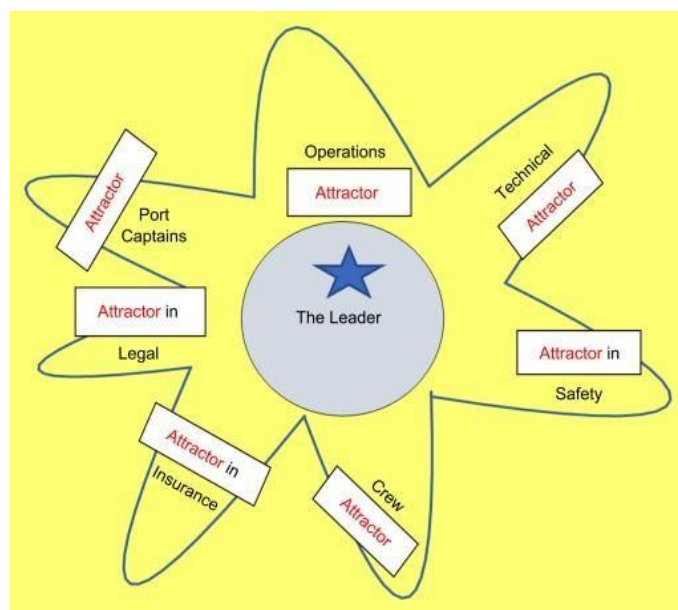 Operations
Attractor
Technical
Attractor
Attractor
Port
Captains
The Leader
Attractor in
Legal
Attractor in
Safety
Attractor in
Insurance
Crew
Attractor